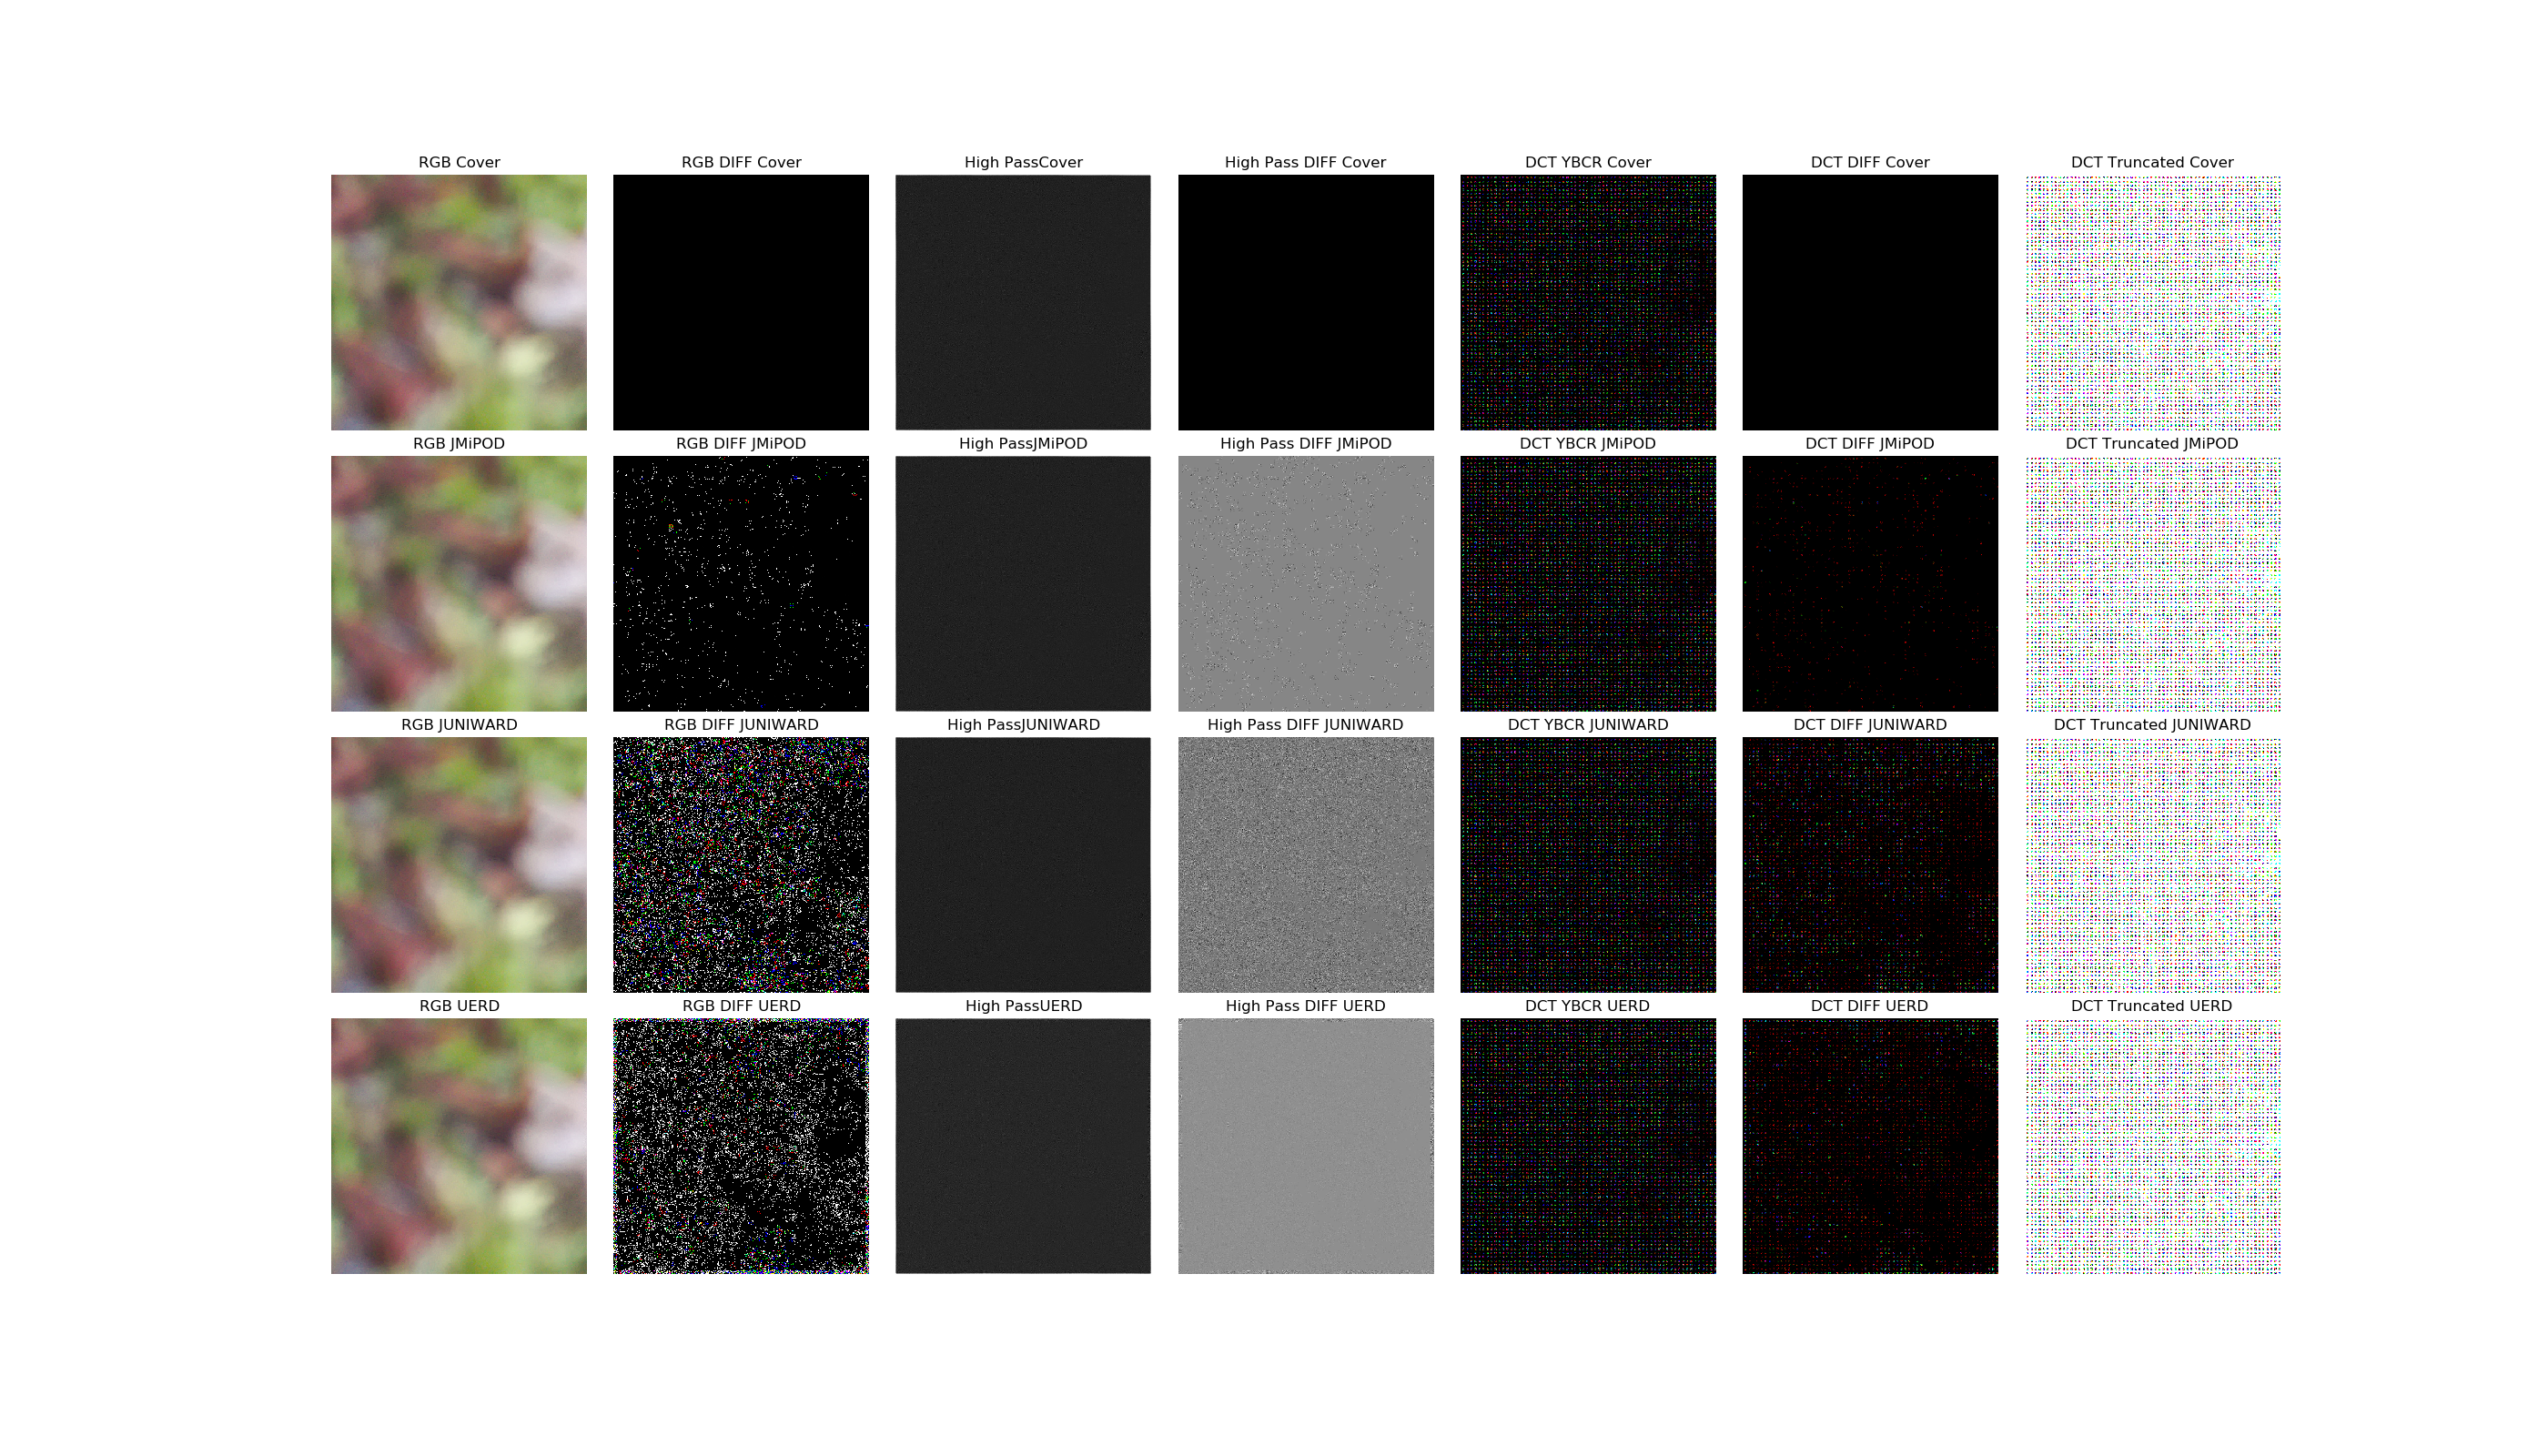 RGB Cover
RGB DIFF Cover
High PassCover
High Pass DIFF Cover
DCT YBCR Cover
DCT DIFF Cover
DCT Truncated Cover
RGB JMiPOD
RGB DIFF JMiPOD
High PassJMiPOD
High Pass DIFF JMiPOD
DCT YBCR JMiPOD
DCT DIFF JMiPOD
DCT Truncated JMiPOD
RGB JUNIWARD
RGB DIFF JUNIWARD
High PassJUNIWARD
High Pass DIFF JUNIWARD
DCT YBCR JUNIWARD
DCT DIFF JUNIWARD
DCT Truncated JUNIWARD
RGB UERD
RGB DIFF UERD
High PassUERD
High Pass DIFF UERD
DCT YBCR UERD
DCT DIFF UERD
DCT Truncated UERD